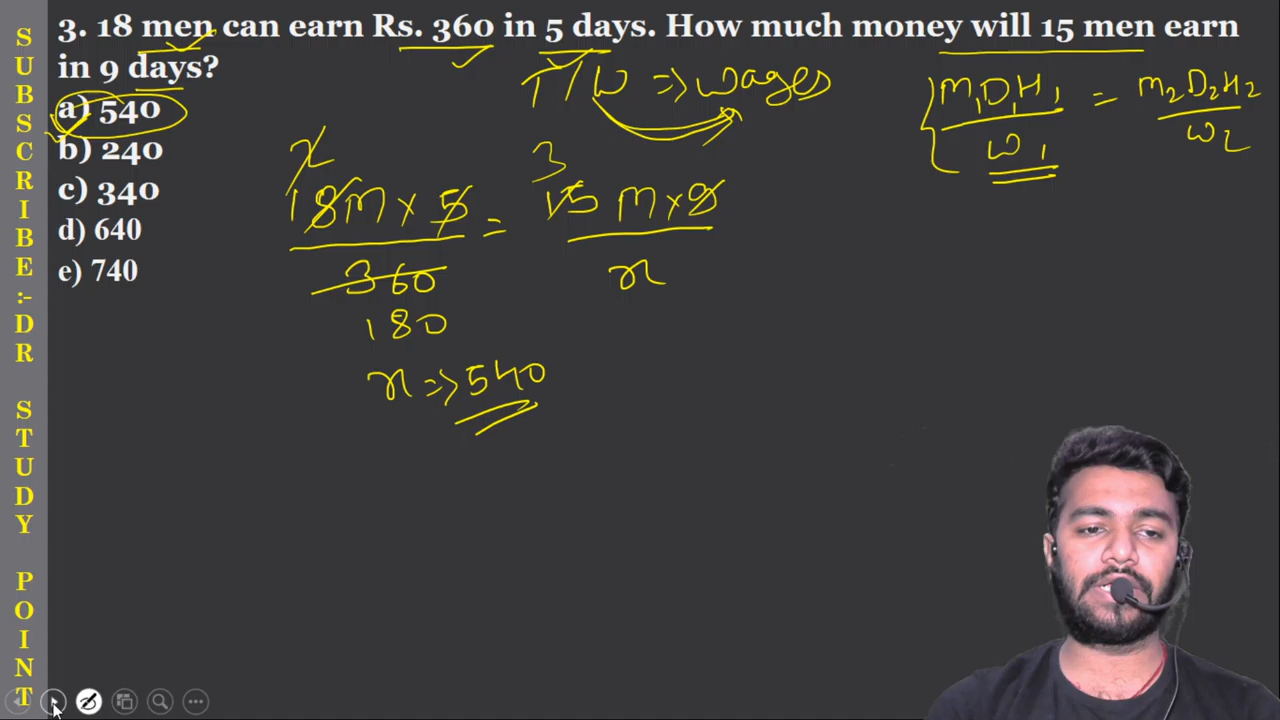 3. 18 men can earn Rs. 360 in 5 days. How much money will 15 men earn
in 9 days?
a) 540
b) 240
c) 340
d) 640
e) 740
T/W => wages
M1D1H1 / W1 = M2D2H2 / W2
2 3
18M × 5 = 15 M × 9
360 x
180
x => 540
SUBSCRIBE :- DR STUDY POINT